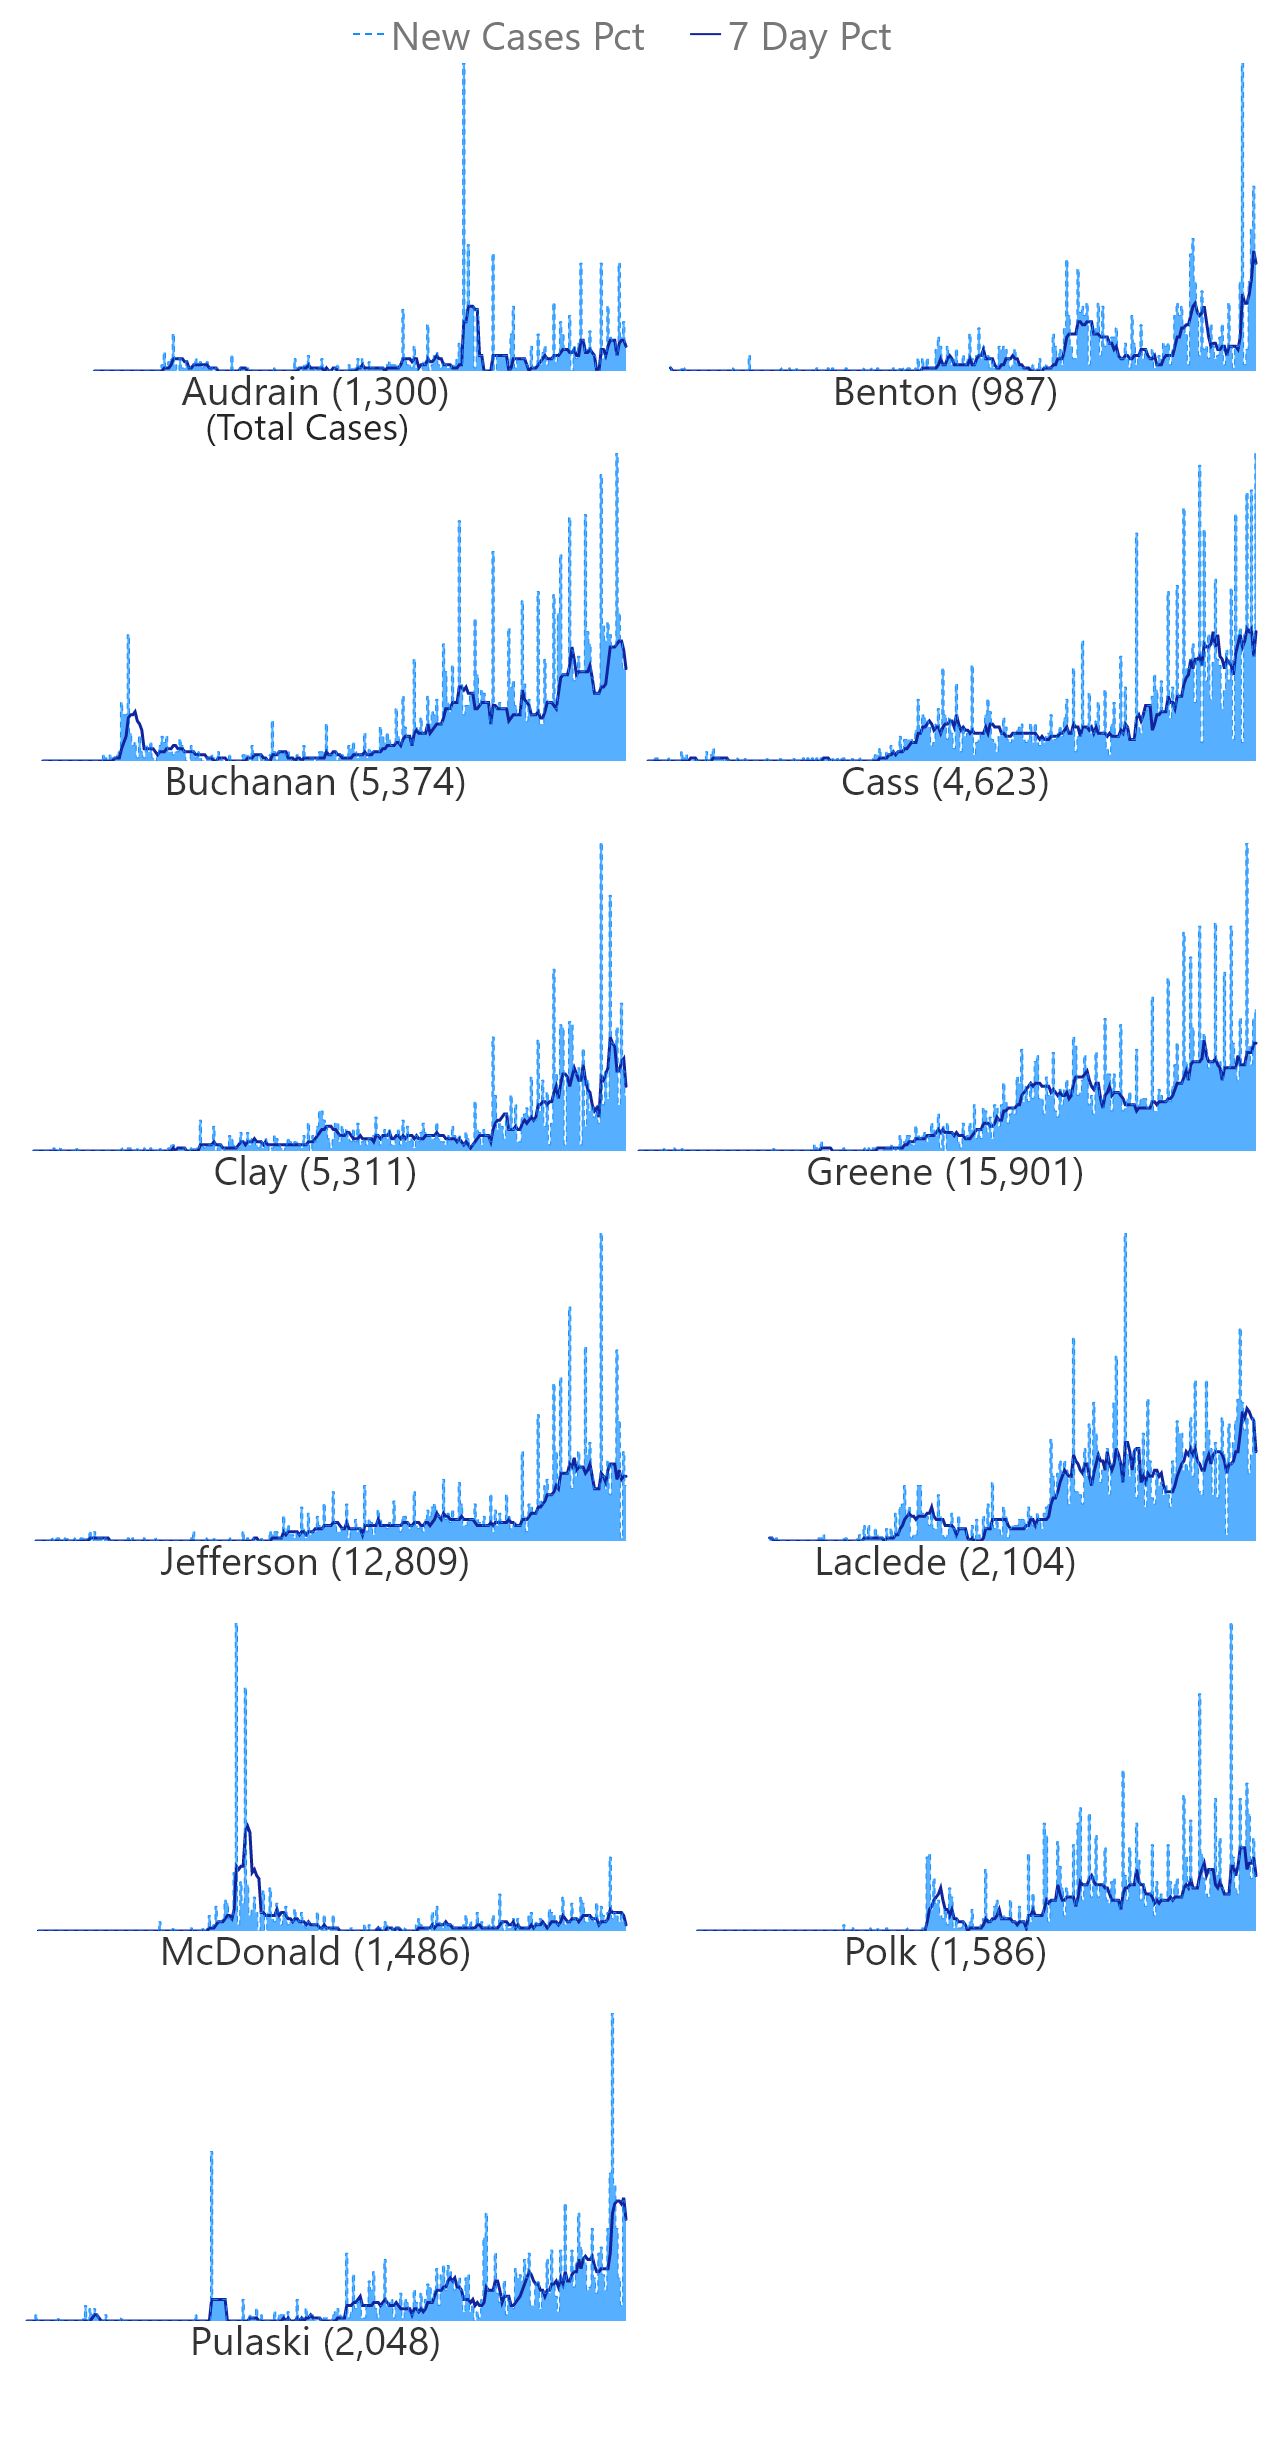 New Cases Pct 7 Day Pct
Audrain (1,300) Benton (987)
(Total Cases)
Buchanan (5,374) Cass (4,623)
Clay (5,311) Greene (15,901)
Jefferson (12,809) Laclede (2,104)
McDonald (1,486) Polk (1,586)
Pulaski (2,048)